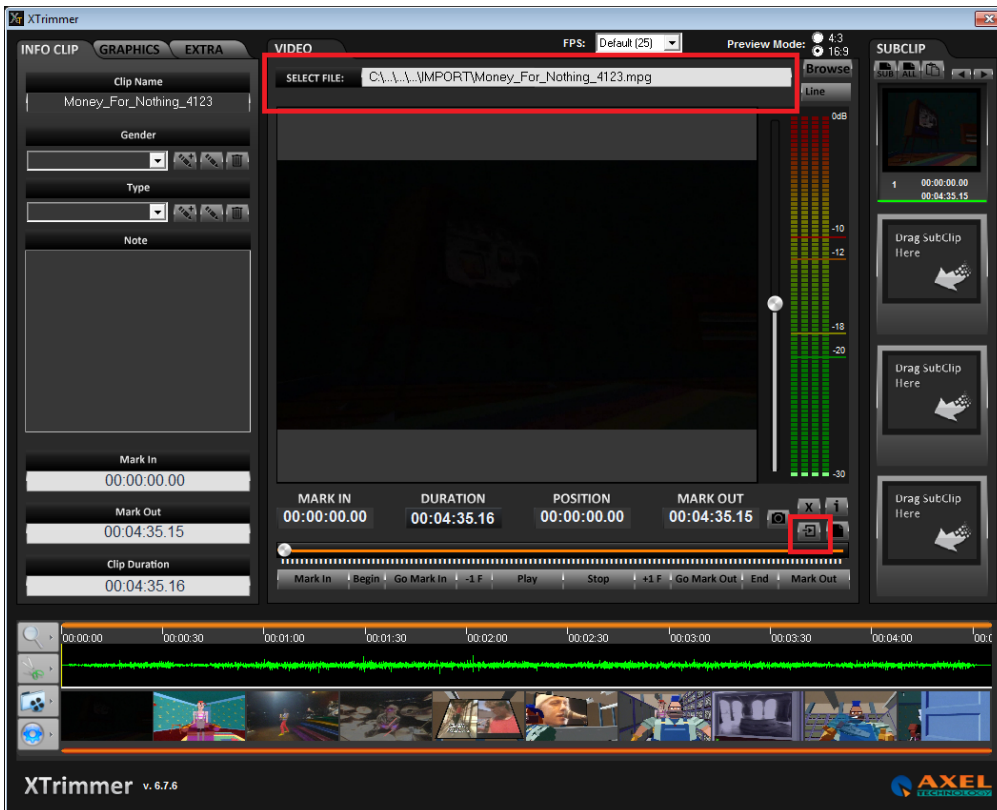 XTrimmer
INFO CLIP GRAPHICS EXTRA
Clip Name
Money_For_Nothing_4123
Gender
Type
Note
Mark In
00:00:00.00
Mark Out
00:04:35.15
Clip Duration
00:04:35.16
VIDEO
FPS: Default (25)
Preview Mode: 4:3
16:9
SELECT FILE: C:\...\...\...\IMPORT\Money_For_Nothing_4123.mpg
Browse
Line
0dB
-10
-12
-18
-20
-30
MARK IN DURATION POSITION MARK OUT
00:00:00.00 00:04:35.16 00:00:00.00 00:04:35.15
X i
Mark In Begin Go Mark In -1 F Play Stop +1 F Go Mark Out End Mark Out
SUBCLIP
SUB ALL
1 00:00:00.00
00:04:35.15
Drag SubClip
Here
Drag SubClip
Here
Drag SubClip
Here
00:00:00 00:00:30 00:01:00 00:01:30 00:02:00 00:02:30 00:03:00 00:03:30 00:04:00
XTrimmer v. 6.7.6
AXEL
TECHNOLOGY